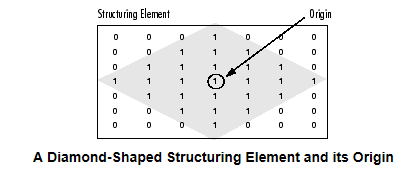 Structuring Element Origin
0 0 0 1 0 0 0
0 0 1 1 1 0 0
0 1 1 1 1 1 0
1 1 1 1 1 1 1
0 1 1 1 1 1 0
0 0 1 1 1 0 0
0 0 0 1 0 0 0
A Diamond-Shaped Structuring Element and its Origin